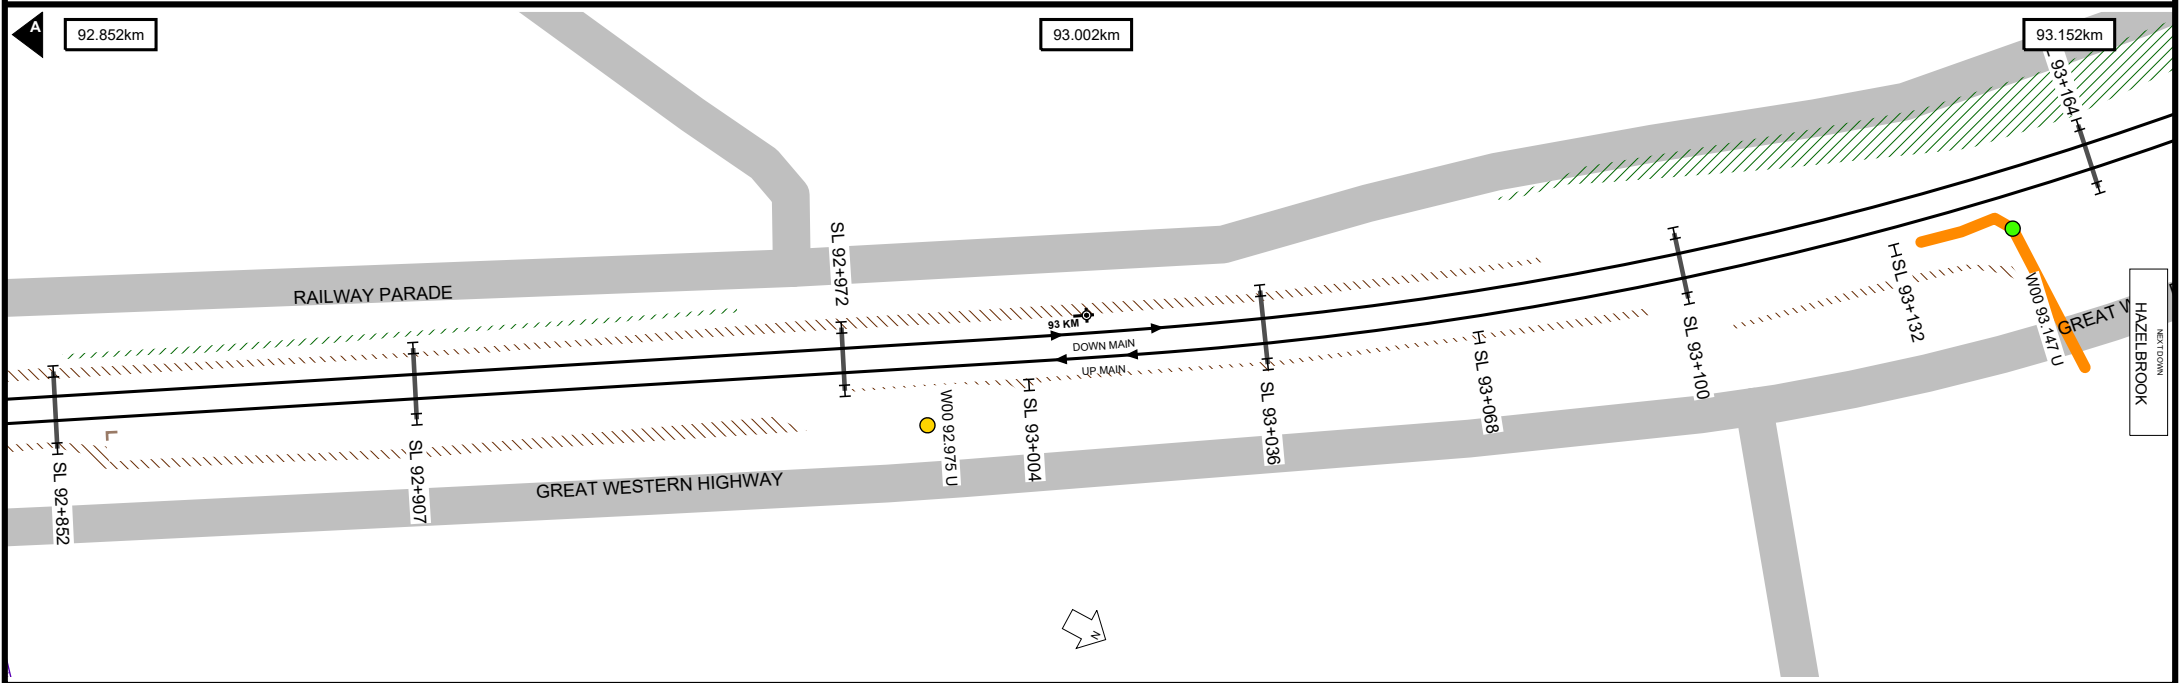 A
92.852km
93.002km
93.152km
93+164
SL 92+972
RAILWAY PARADE
93 KM
DOWN MAIN
UP MAIN
SL 92+852
SL 92+907
GREAT WESTERN HIGHWAY
W00 92.975 U
SL 93+004
SL 93+036
SL 93+068
SL 93+100
SL 93+132
W00 93.147 U
GREAT W
HAZELBROOK
NEXT DOWN
N